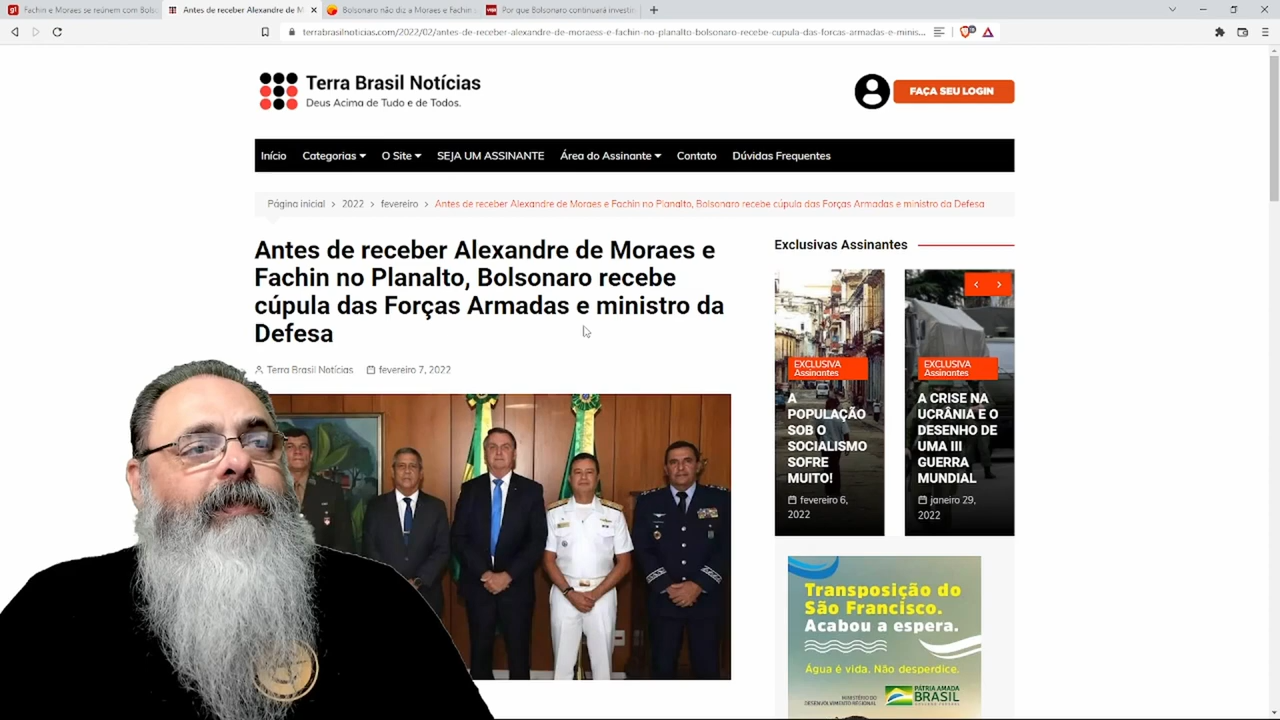 Fachin e Moraes se reúnem com Bols
Antes de receber Alexandre de M
Bolsonaro não diz a Moraes e Fachin
Por que Bolsonaro continuará investi
terrabrasilnoticias.com/2022/02/antes-de-receber-alexandre-de-moraess-e-fachin-no-planalto-bolsonaro-recebe-cupula-das-forcas-armadas-e-minis...
Terra Brasil Notícias
Deus Acima de Tudo e de Todos.
FAÇA SEU LOGIN
Início
Categorias
O Site
SEJA UM ASSINANTE
Área do Assinante
Contato
Dúvidas Frequentes
Página inicial > 2022 > fevereiro > Antes de receber Alexandre de Moraes e Fachin no Planalto, Bolsonaro recebe cúpula das Forças Armadas e ministro da Defesa
Antes de receber Alexandre de Moraes e
Fachin no Planalto, Bolsonaro recebe
cúpula das Forças Armadas e ministro da
Defesa
Terra Brasil Notícias
fevereiro 7, 2022
Exclusivas Assinantes
EXCLUSIVA
Assinantes
A
POPULAÇÃO
SOB O
SOCIALISMO
SOFRE
MUITO!
fevereiro 6,
2022
EXCLUSIVA
Assinantes
A CRISE NA
UCRÂNIA E O
DESENHO DE
UMA III
GUERRA
MUNDIAL
janeiro 29,
2022
Transposição do
São Francisco.
Acabou a espera.
Água é vida. Não desperdice.
MINISTÉRIO DO
DESENVOLVIMENTO REGIONAL
PÁTRIA AMADA
BRASIL